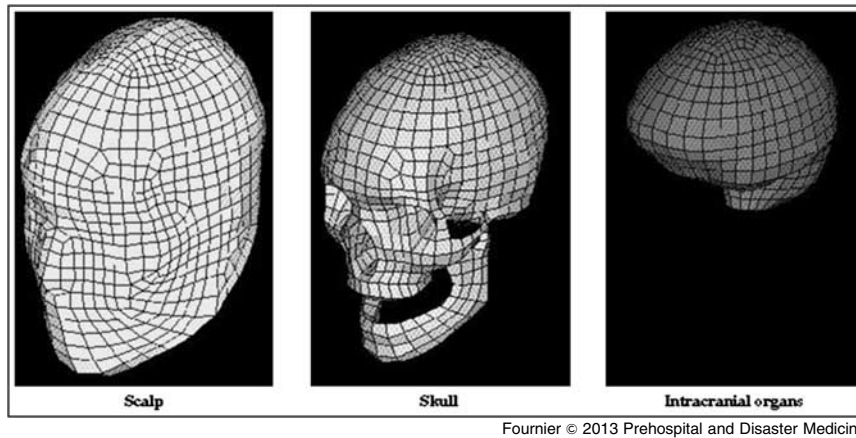 Scalp
Skull
Intracranial organs
Fournier © 2013 Prehospital and Disaster Medicin